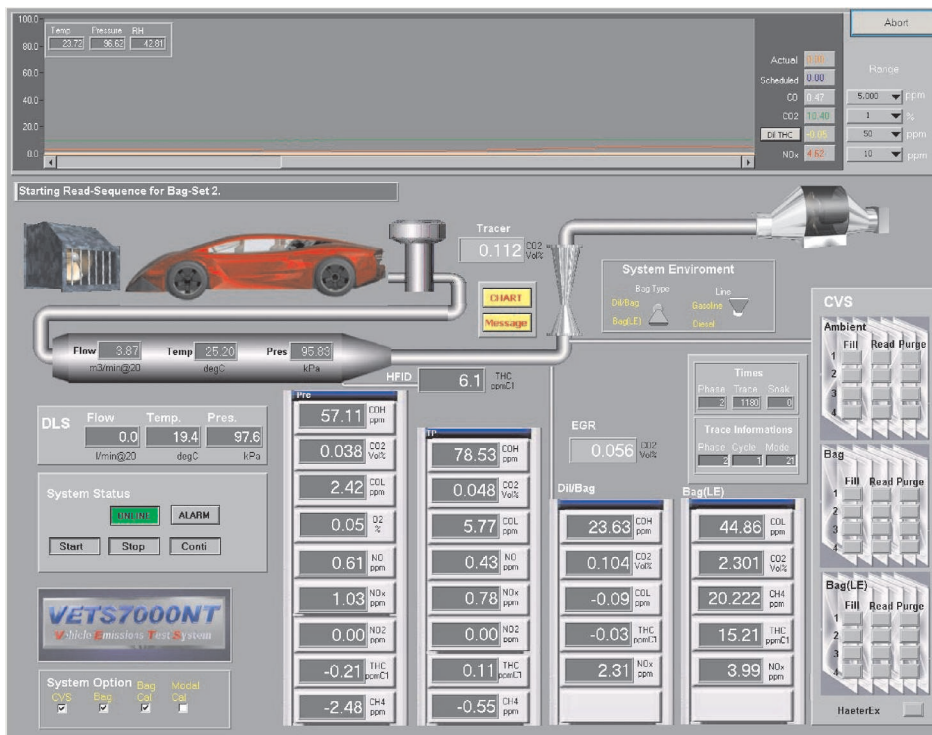 100.0
80.0
60.0
40.0
20.0
0.0
Temp Pressure RH
23.72 96.62 42.81
Abort
Actual 0.00
Scheduled 0.00
CO 0.47
CO2 10.40
Dil THC -0.05
NOx 4.62
Range
5.000 ppm
1 %
50 ppm
10 ppm
Starting Read-Sequence for Bag-Set 2.
Tracer
0.112 CO2 Vol%
CHART
Message
System Enviroment
Bag Type Line
Dil/Bag Gasoline
Bag(LE) Diesel
Flow 3.87 Temp 25.20 Pres 95.83
m3/min@20 degC kPa
HFID 6.1 THC ppmC1
DLS Flow Temp. Pres.
0.0 19.4 97.6
l/min@20 degC kPa
System Status
ONLINE ALARM
Start Stop Conti
VETS7000NT
Vehicle Emissions Test System
System Option
CVS Bag Bag Cal Modal Cal
Pre
57.11 COH ppm
0.038 CO2 Vol%
2.42 COL ppm
0.05 O2 %
0.61 NO ppm
1.03 NOx ppm
0.00 NO2 ppm
-0.21 THC ppmC1
-2.48 CH4 ppm
TP
78.53 COH ppm
0.048 CO2 Vol%
5.77 COL ppm
0.43 NO ppm
0.78 NOx ppm
0.00 NO2 ppm
0.11 THC ppmC1
-0.55 CH4 ppm
EGR
0.056 CO2 Vol%
Times
Phase Trace Soak
2 1180 0
Trace Informations
Phase Cycle Mode
2 1 21
Dil/Bag
23.63 COH ppm
0.104 CO2 Vol%
-0.09 COL ppm
-0.03 THC ppmC1
2.31 NOx ppm
Bag(LE)
44.86 COL ppm
2.301 CO2 Vol%
20.222 CH4 ppm
15.21 THC ppmC1
3.99 NOx ppm
CVS
Ambient
Fill Read Purge
1
2
3
4
Bag
Fill Read Purge
1
2
3
4
Bag(LE)
Fill Read Purge
1
2
3
4
HaeterEx